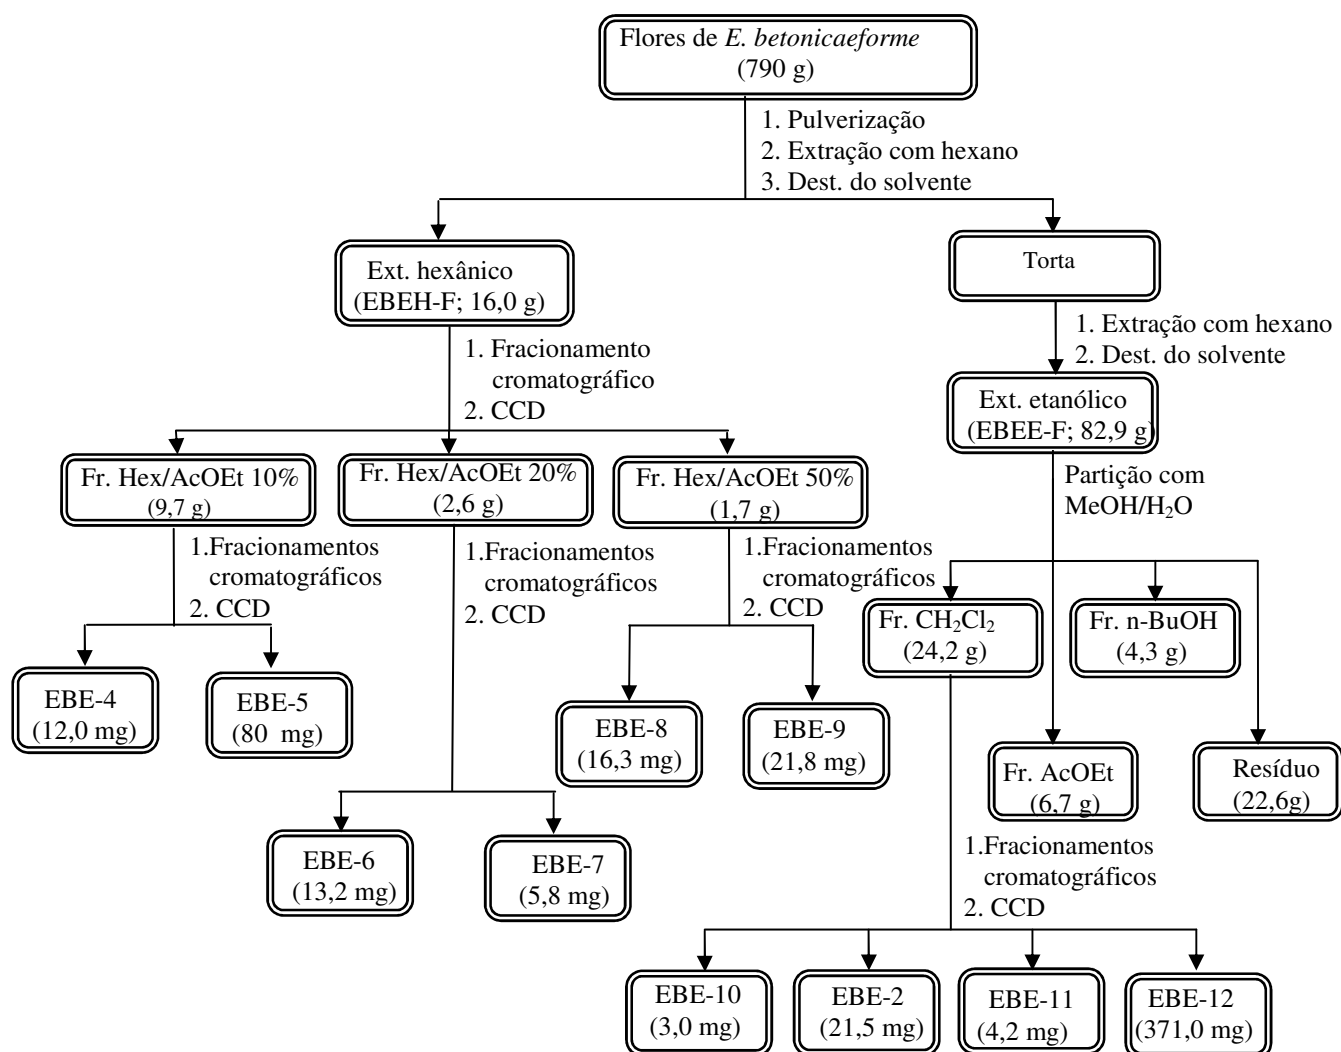 Flores de E. betonicaeforme
(790 g)
1. Pulverização
2. Extração com hexano
3. Dest. do solvente
Ext. hexânico
(EBEH-F; 16,0 g)
Torta
1. Fracionamento
cromatográfico
2. CCD
1. Extração com hexano
2. Dest. do solvente
Ext. etanólico
(EBEE-F; 82,9 g)
Fr. Hex/AcOEt 10%
(9,7 g)
Fr. Hex/AcOEt 20%
(2,6 g)
Fr. Hex/AcOEt 50%
(1,7 g)
Partição com
MeOH/H₂O
1.Fracionamentos
cromatográficos
2. CCD
1.Fracionamentos
cromatográficos
2. CCD
1.Fracionamentos
cromatográficos
2. CCD
Fr. CH₂Cl₂
(24,2 g)
Fr. n-BuOH
(4,3 g)
EBE-4
(12,0 mg)
EBE-5
(80 mg)
EBE-8
(16,3 mg)
EBE-9
(21,8 mg)
Fr. AcOEt
(6,7 g)
Resíduo
(22,6g)
EBE-6
(13,2 mg)
EBE-7
(5,8 mg)
1.Fracionamentos
cromatográficos
2. CCD
EBE-10
(3,0 mg)
EBE-2
(21,5 mg)
EBE-11
(4,2 mg)
EBE-12
(371,0 mg)